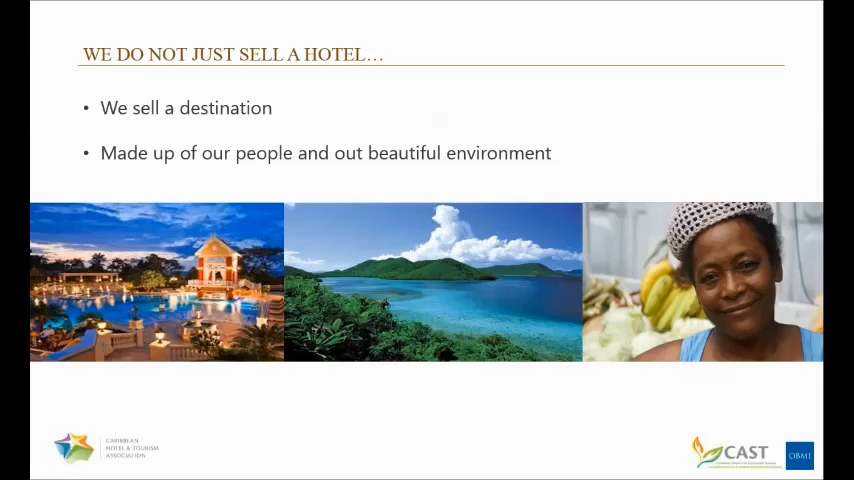 WE DO NOT JUST SELL A HOTEL…
• We sell a destination
• Made up of our people and out beautiful environment
CARIBBEAN
HOTEL & TOURISM
ASSOCIATION
CAST
OBMI